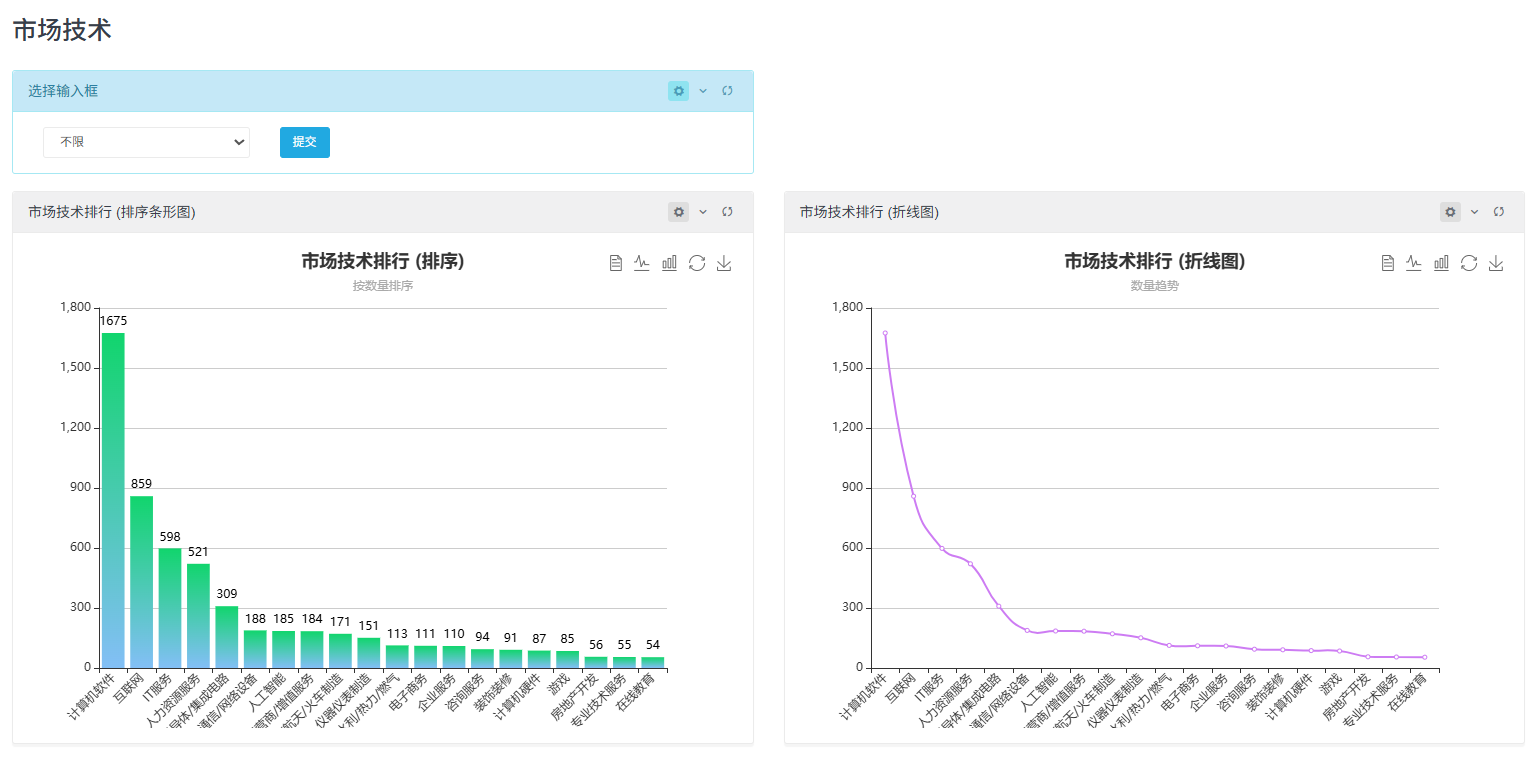 市场技术
选择输入框
不限
提交
市场技术排行 (排序条形图)
市场技术排行 (排序)
按数量排序
1,800
1,500
1,200
900
600
300
0
1675
859
598
521
309
188
185
184
171
151
113
111
110
94
91
87
85
56
55
54
计算机软件
互联网
IT服务
人力资源服务
导体/集成电路
通信/网络设备
人工智能
营商/增值服务
航天/火车制造
仪器仪表制造
水利/热力/燃气
电子商务
企业服务
咨询服务
装饰装修
计算机硬件
游戏
房地产开发
专业技术服务
在线教育
市场技术排行 (折线图)
市场技术排行 (折线图)
数量趋势
1,800
1,500
1,200
900
600
300
0
计算机软件
互联网
IT服务
人力资源服务
导体/集成电路
通信/网络设备
人工智能
营商/增值服务
航天/火车制造
仪器仪表制造
水利/热力/燃气
电子商务
企业服务
咨询服务
装饰装修
计算机硬件
游戏
房地产开发
专业技术服务
在线教育